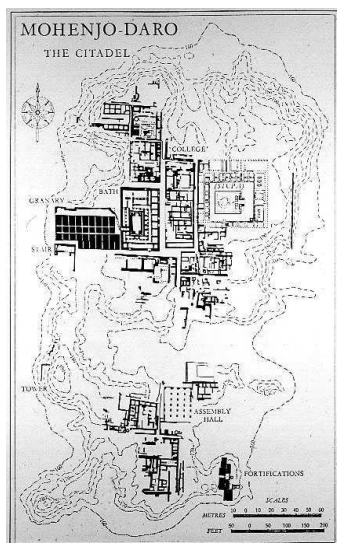 MOHENJO-DARO
THE CITADEL
"COLLEGE"
(STUPA)
BATH
GRANARY
STAIR
TOWER
ASSEMBLY
HALL
FORTIFICATIONS
SCALES
METRES 10 0 10 20 30 40 50 60
FEET 50 0 50 100 150 200